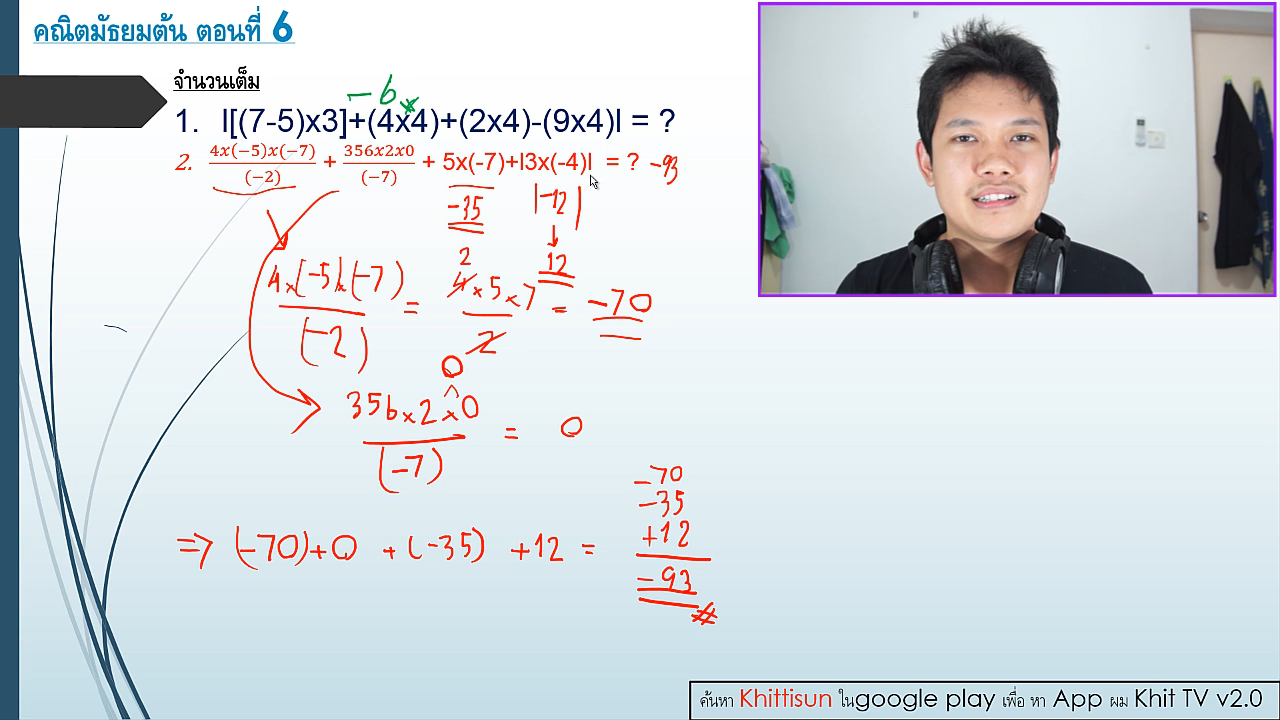 คณิตมัธยมต้น ตอนที่ 6
จำนวนเต็ม
-6
1. |[(7-5)x3]+(4x4)+(2x4)-(9x4)| = ?
2. 4x(−5)x(−7)/(−2) + 356x2x0/(−7) + 5x(-7)+|3x(-4)| = ? -93
-35 |-12|
12
4x(-5)x(-7)/(-2) = 4x5x7/2 = -70
2
0
356x2x0/(-7) = 0
=> (-70)+0 +(-35) +12 =
-70
-35
+12
-93
ค้นหา Khittisun ในgoogle play เพื่อ หา App ผม Khit TV v2.0